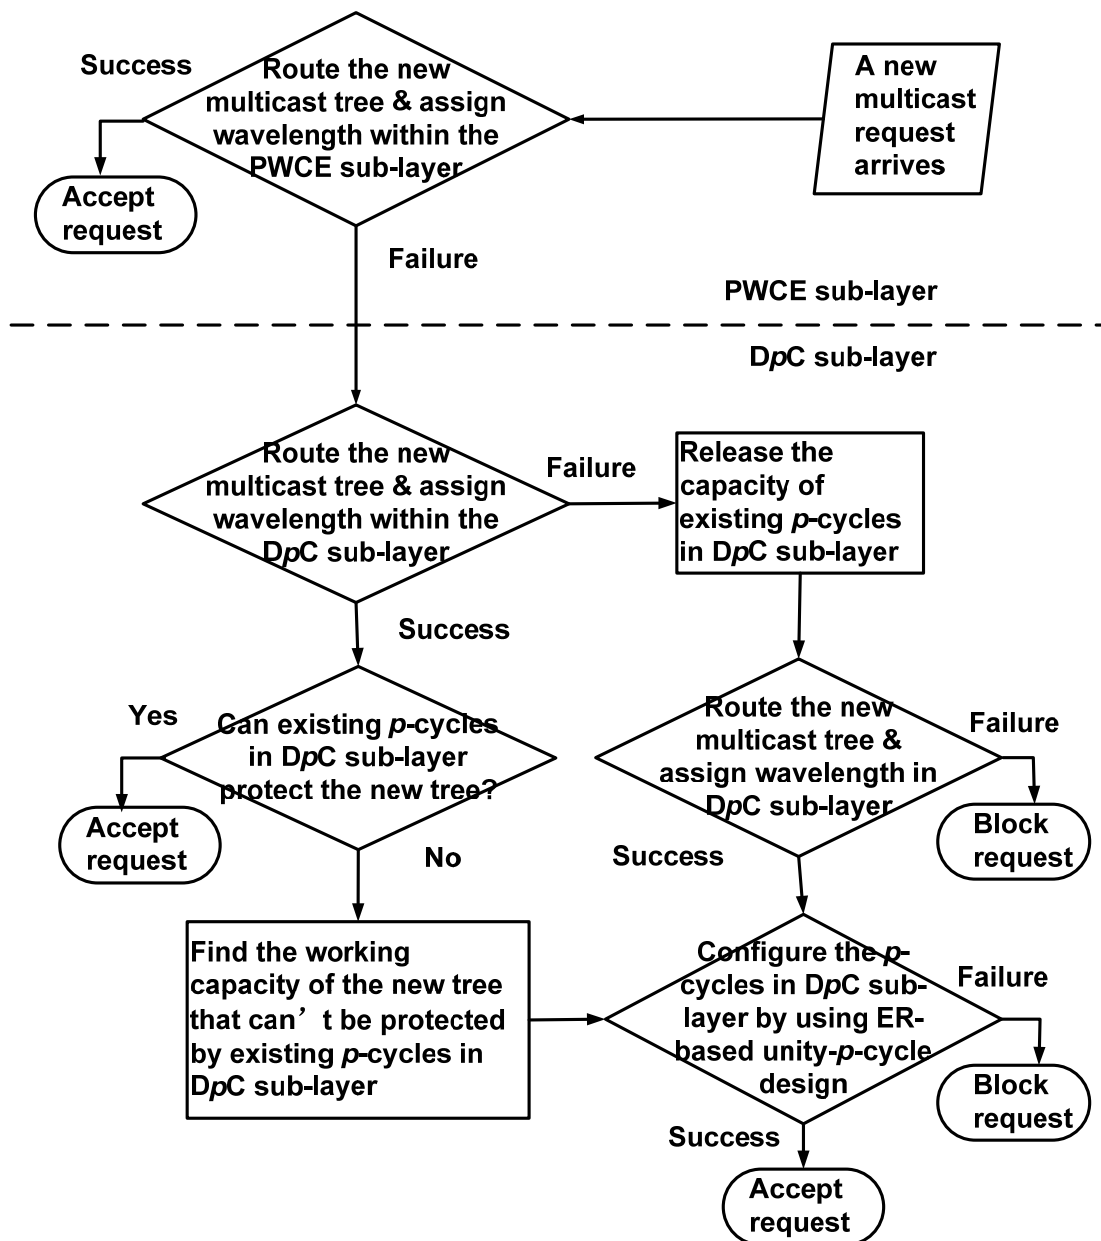 Success
Route the new
multicast tree & assign
wavelength within the
PWCE sub-layer
A new
multicast
request
arrives
Accept
request
Failure
PWCE sub-layer
DpC sub-layer
Route the new
multicast tree & assign
wavelength within the
DpC sub-layer
Failure
Release the
capacity of
existing p-cycles
in DpC sub-layer
Success
Yes
Can existing p-cycles
in DpC sub-layer
protect the new tree?
Route the new
multicast tree &
assign wavelength in
DpC sub-layer
Failure
Accept
request
Block
request
No
Success
Find the working
capacity of the new tree
that can’t be protected
by existing p-cycles in
DpC sub-layer
Configure the p-
cycles in DpC sub-
layer by using ER-
based unity-p-cycle
design
Failure
Block
request
Success
Accept
request